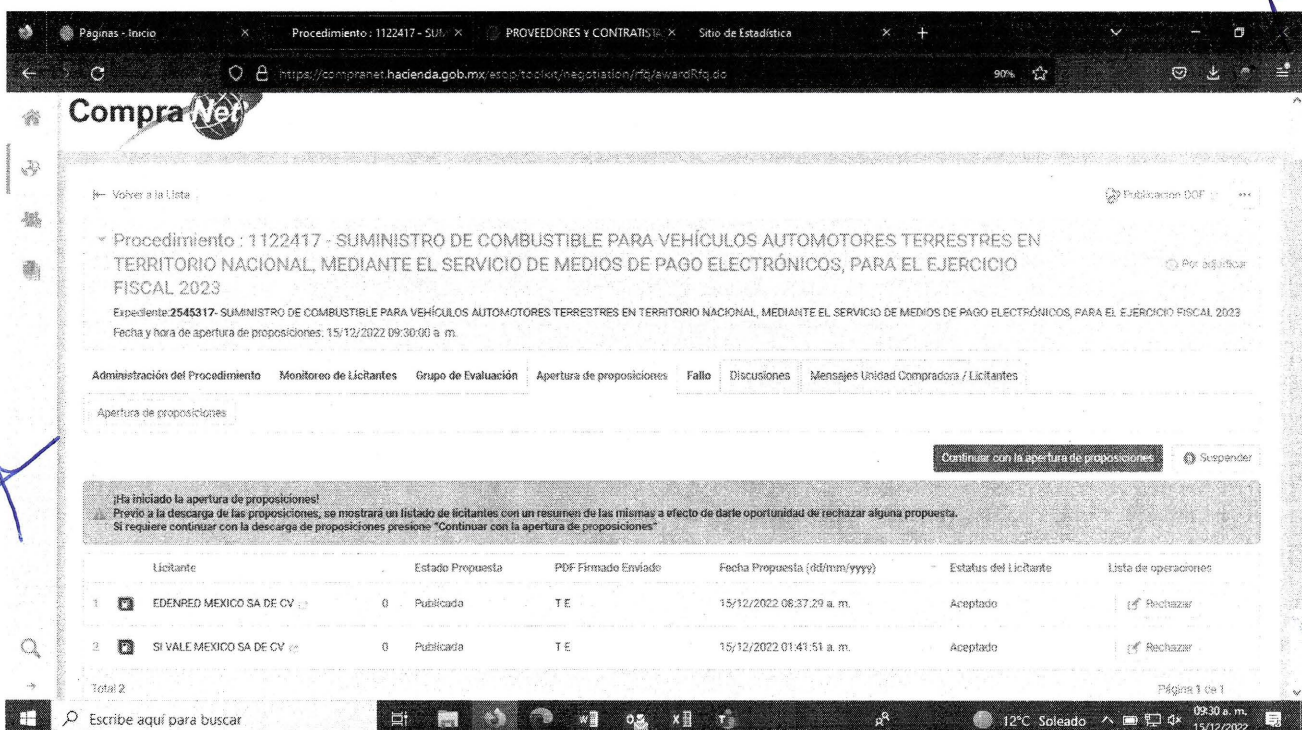 Páginas - Inicio
Procedimiento : 1122417 - SU
PROVEEDORES Y CONTRATIST
Sitio de Estadística
https://compranet.hacienda.gob.mx/esop/toolkit/negotiation/rfq/awardRfq.do
90%
CompraNet
Volver a la Lista
Publicación DOF
Procedimiento : 1122417 - SUMINISTRO DE COMBUSTIBLE PARA VEHÍCULOS AUTOMOTORES TERRESTRES EN
TERRITORIO NACIONAL, MEDIANTE EL SERVICIO DE MEDIOS DE PAGO ELECTRÓNICOS, PARA EL EJERCICIO
FISCAL 2023
Por adjudicar
Expediente:2545317- SUMINISTRO DE COMBUSTIBLE PARA VEHÍCULOS AUTOMOTORES TERRESTRES EN TERRITORIO NACIONAL, MEDIANTE EL SERVICIO DE MEDIOS DE PAGO ELECTRÓNICOS, PARA EL EJERCICIO FISCAL 2023
Fecha y hora de apertura de proposiciones: 15/12/2022 09:30:00 a. m.
Administración del Procedimiento Monitoreo de Licitantes Grupo de Evaluación Apertura de proposiciones Fallo Discusiones Mensajes Unidad Compradora / Licitantes
Apertura de proposiciones
Continuar con la apertura de proposiciones Suspender
¡Ha iniciado la apertura de proposiciones!
Previo a la descarga de las proposiciones, se mostrará un listado de licitantes con un resumen de las mismas a efecto de darle oportunidad de rechazar alguna propuesta.
Si requiere continuar con la descarga de proposiciones presione "Continuar con la apertura de proposiciones"
Licitante Estado Propuesta PDF Firmado Enviado Fecha Propuesta (dd/mm/yyyy) Estatus del Licitante Lista de operaciones
1 EDENRED MEXICO SA DE CV 0 Publicada T E 15/12/2022 08:37:29 a. m. Aceptado Rechazar
2 SI VALE MEXICO SA DE CV 0 Publicada T E 15/12/2022 01:41:51 a. m. Aceptado Rechazar
Total 2 Página 1 de 1
Escribe aquí para buscar
12°C Soleado
09:30 a. m.
15/12/2022